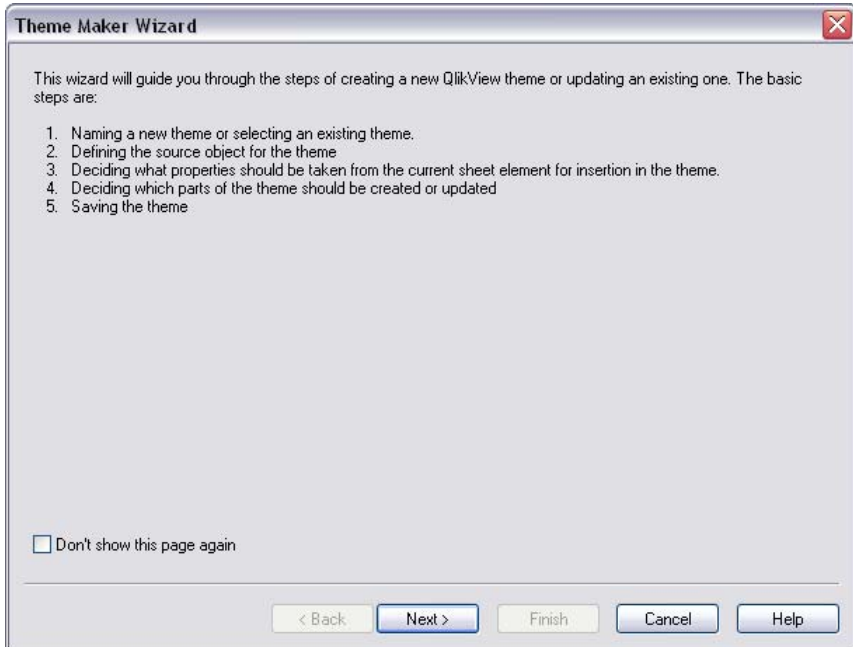 Theme Maker Wizard
This wizard will guide you through the steps of creating a new QlikView theme or updating an existing one. The basic
steps are:
1. Naming a new theme or selecting an existing theme.
2. Defining the source object for the theme
3. Deciding what properties should be taken from the current sheet element for insertion in the theme.
4. Deciding which parts of the theme should be created or updated
5. Saving the theme
Don't show this page again
< Back Next > Finish Cancel Help